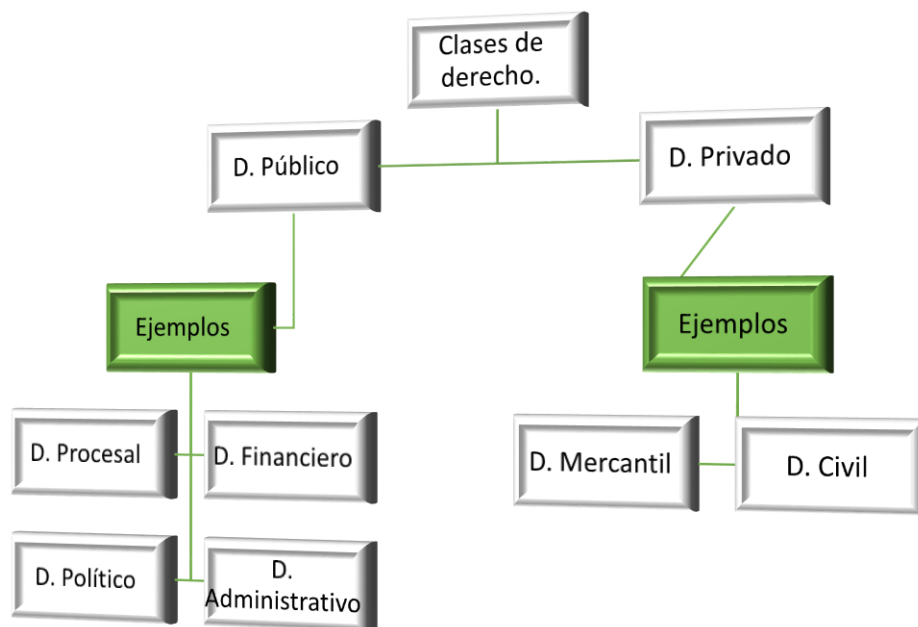 Clases de
derecho.
D. Público
D. Privado
Ejemplos
Ejemplos
D. Procesal
D. Financiero
D. Mercantil
D. Civil
D. Político
D.
Administrativo